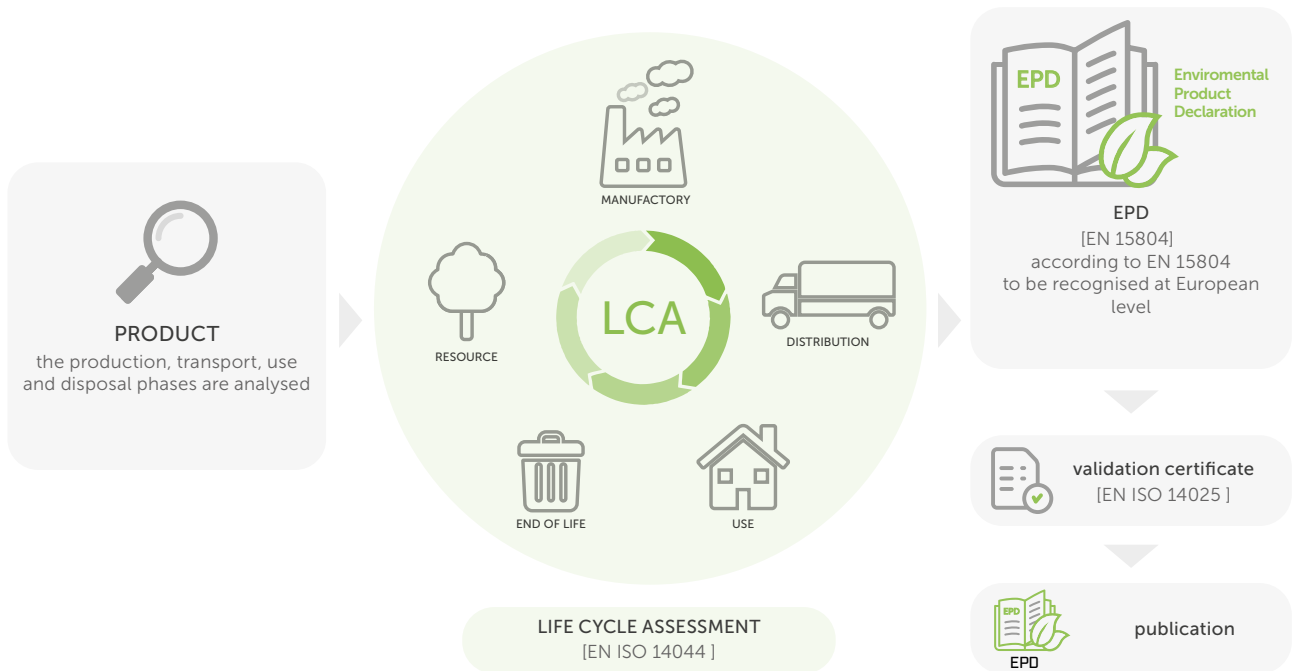 PRODUCT
the production, transport, use
and disposal phases are analysed
MANUFACTORY
RESOURCE
LCA
DISTRIBUTION
END OF LIFE
USE
LIFE CYCLE ASSESSMENT
[EN ISO 14044 ]
EPD
Enviromental
Product
Declaration
EPD
[EN 15804]
according to EN 15804
to be recognised at European
level
validation certificate
[EN ISO 14025 ]
EPD
publication
EPD